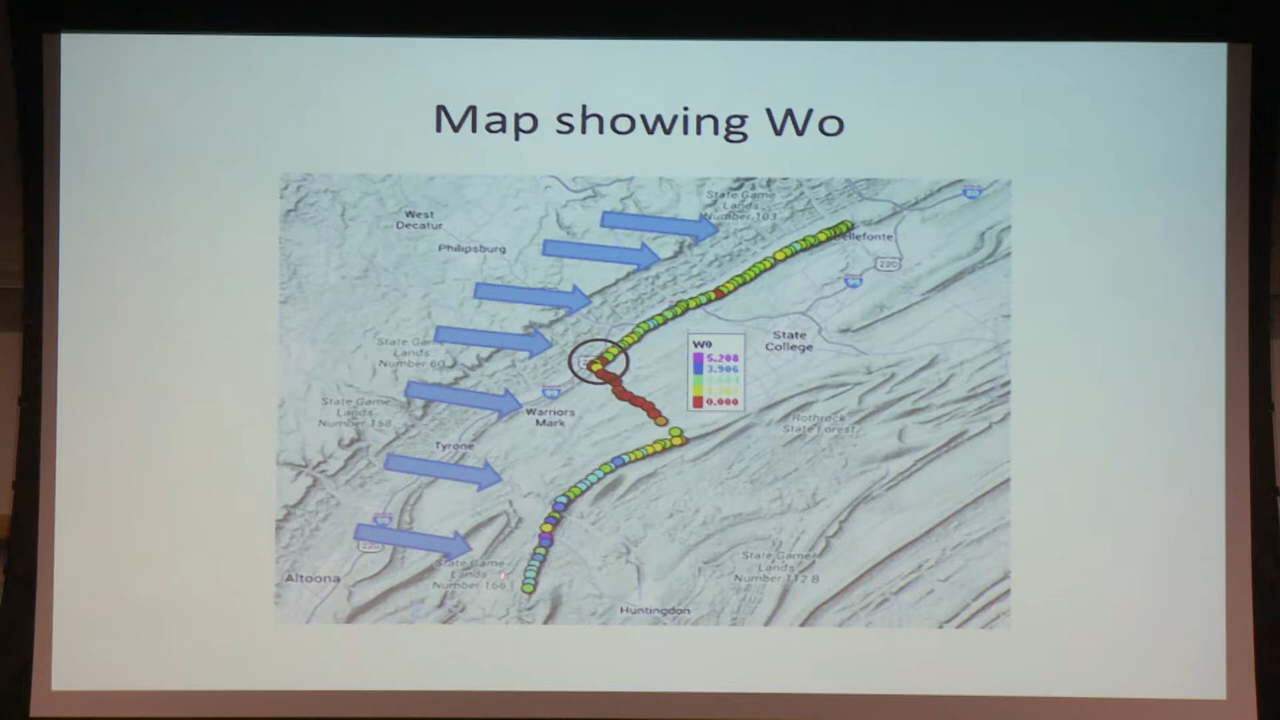 Map showing Wo
State Game
Lands
Number 103
West
Decatur
Philipsburg
Bellefonte
220
State
College
State Game
Lands
Number 60
W0
5.208
3.906
0.000
Warriors
Mark
State Game
Lands
Number 158
Rothrock
State Forest
Tyrone
220
State Game
Lands
Number 166
State Game
Lands
Number 112 B
Altoona
Huntingdon